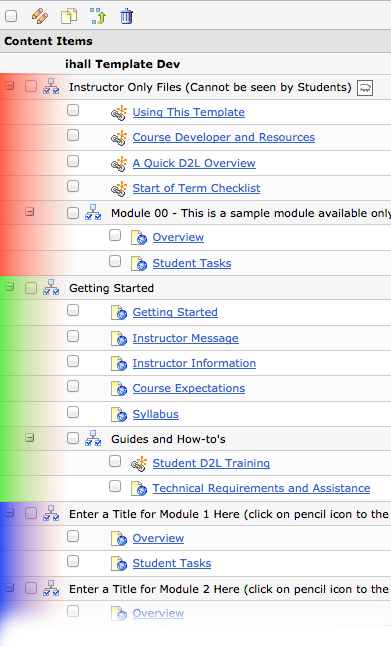 Content Items
ihall Template Dev
Instructor Only Files (Cannot be seen by Students)
Using This Template
Course Developer and Resources
A Quick D2L Overview
Start of Term Checklist
Module 00 - This is a sample module available only
Overview
Student Tasks
Getting Started
Getting Started
Instructor Message
Instructor Information
Course Expectations
Syllabus
Guides and How-to's
Student D2L Training
Technical Requirements and Assistance
Enter a Title for Module 1 Here (click on pencil icon to the
Overview
Student Tasks
Enter a Title for Module 2 Here (click on pencil icon to the
Overview